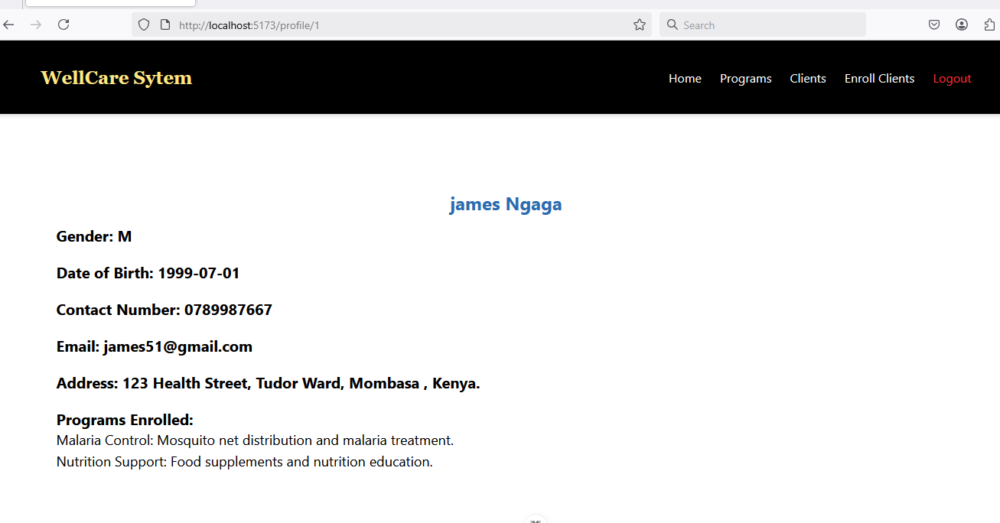 http://localhost:5173/profile/1
Search
WellCare Sytem
Home Programs Clients Enroll Clients Logout
james Ngaga
Gender: M
Date of Birth: 1999-07-01
Contact Number: 0789987667
Email: james51@gmail.com
Address: 123 Health Street, Tudor Ward, Mombasa , Kenya.
Programs Enrolled:
Malaria Control: Mosquito net distribution and malaria treatment.
Nutrition Support: Food supplements and nutrition education.